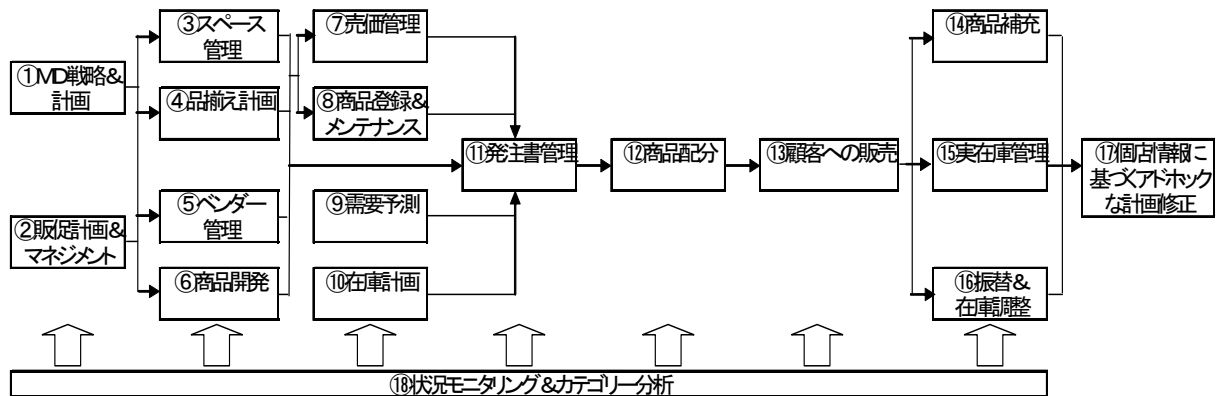 ①MD戦略&
計画
②販促計画&
マネジメント
③スペース
管理
④品揃え計画
⑤ベンダー
管理
⑥商品開発
⑦売価管理
⑧商品登録&
メンテナンス
⑨需要予測
⑩在庫計画
⑪発注書管理
⑫商品配分
⑬顧客への販売
⑭商品補充
⑮実在庫管理
⑯振替&
在庫調整
⑰個店情報に
基づくアドホック
な計画修正
⑱状況モニタリング&カテゴリー分析